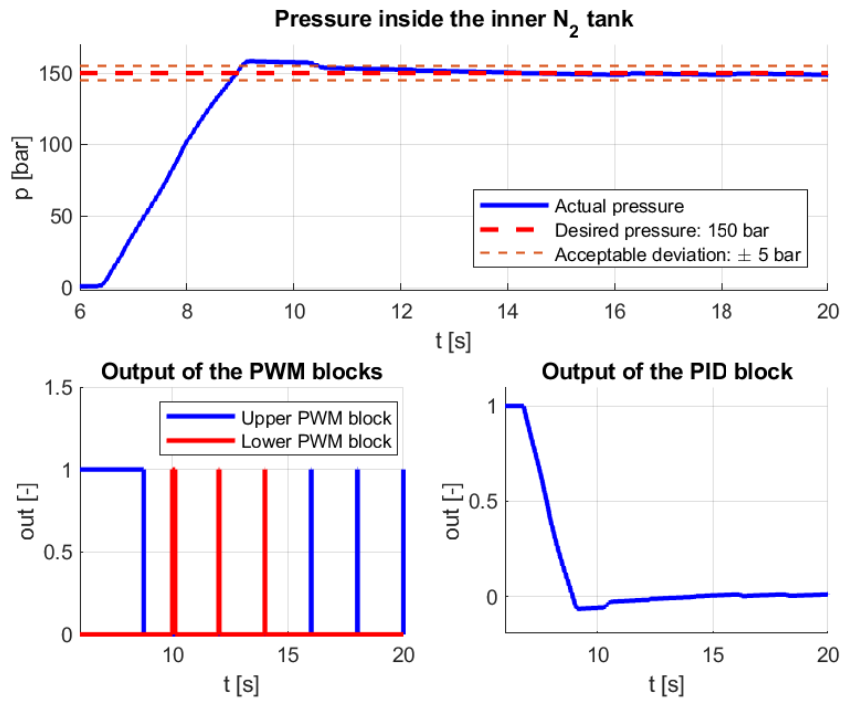 Pressure inside the inner N2 tank
p [bar]
150
100
50
0
6
8
10
12
14
16
18
20
t [s]
Actual pressure
Desired pressure: 150 bar
Acceptable deviation: ± 5 bar
Output of the PWM blocks
out [-]
1.5
1
0.5
0
10
15
20
t [s]
Upper PWM block
Lower PWM block
Output of the PID block
out [-]
1
0.5
0
10
15
20
t [s]